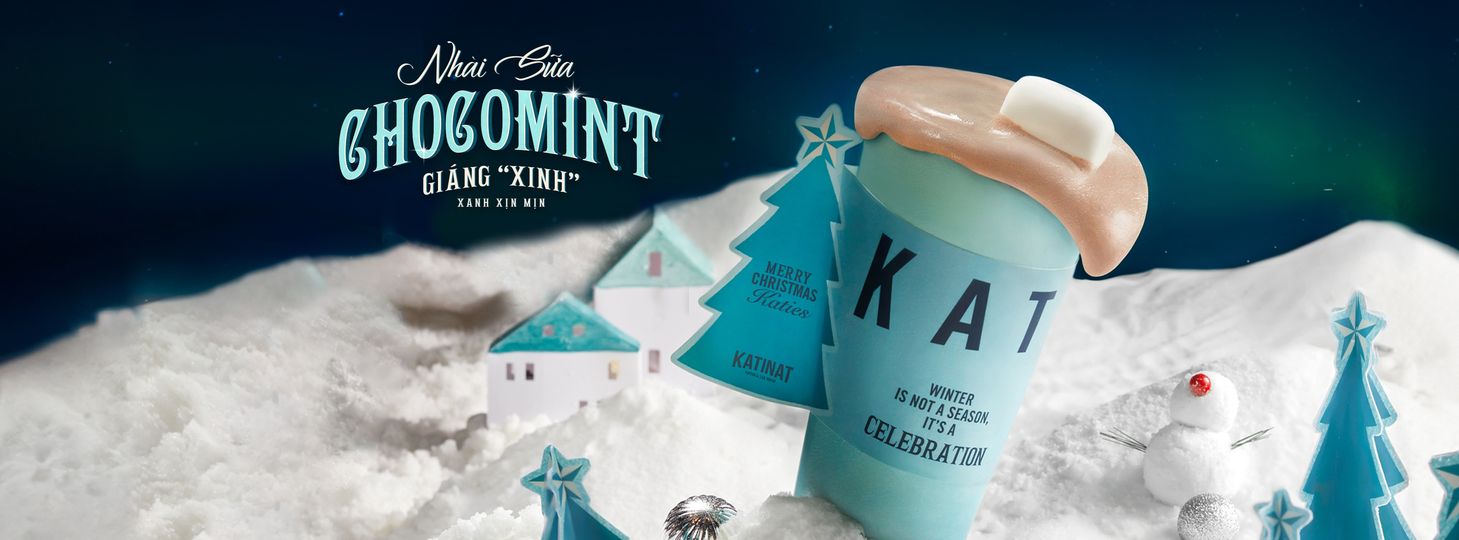 Nhài Sữa
CHOCOMINT
GIÁNG “XINH”
XANH XỊN MỊN
MERRY
CHRISTMAS
Katies
KATINAT
KAT
WINTER
IS NOT A SEASON,
IT'S A
CELEBRATION